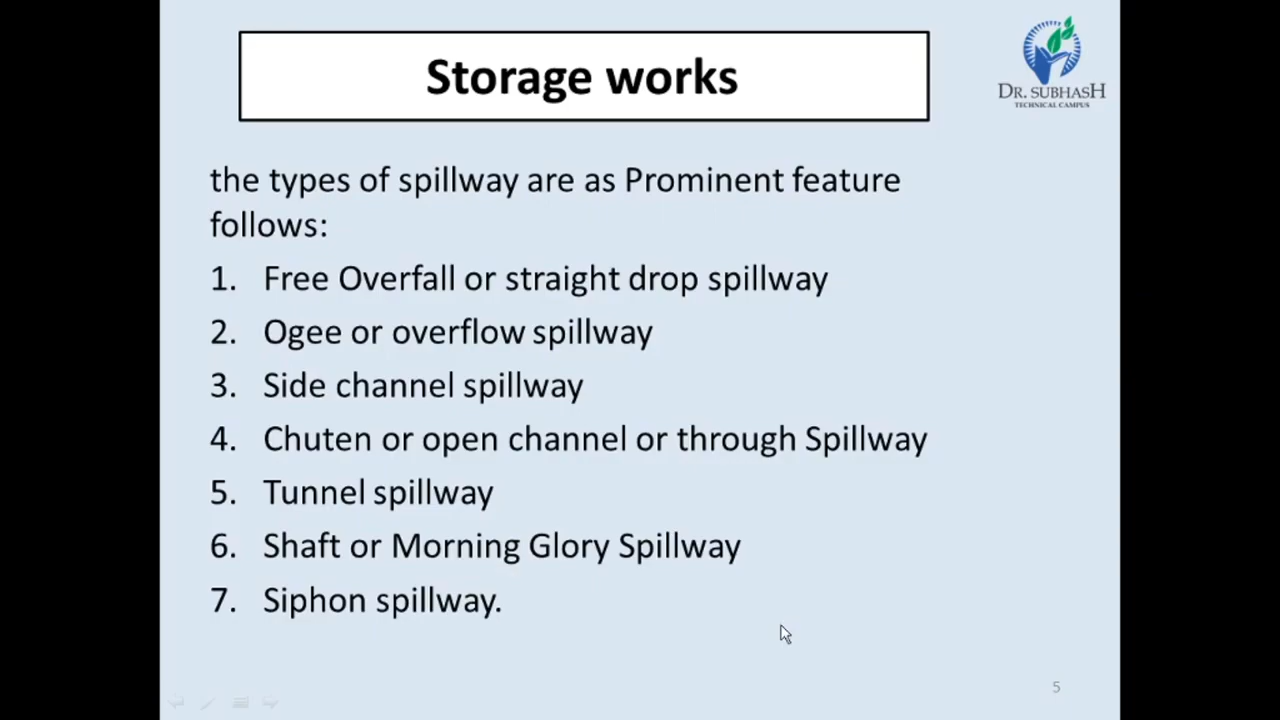 Storage works
DR. SUBHASH
TECHNICAL CAMPUS
the types of spillway are as Prominent feature
follows:
1. Free Overfall or straight drop spillway
2. Ogee or overflow spillway
3. Side channel spillway
4. Chuten or open channel or through Spillway
5. Tunnel spillway
6. Shaft or Morning Glory Spillway
7. Siphon spillway.
5